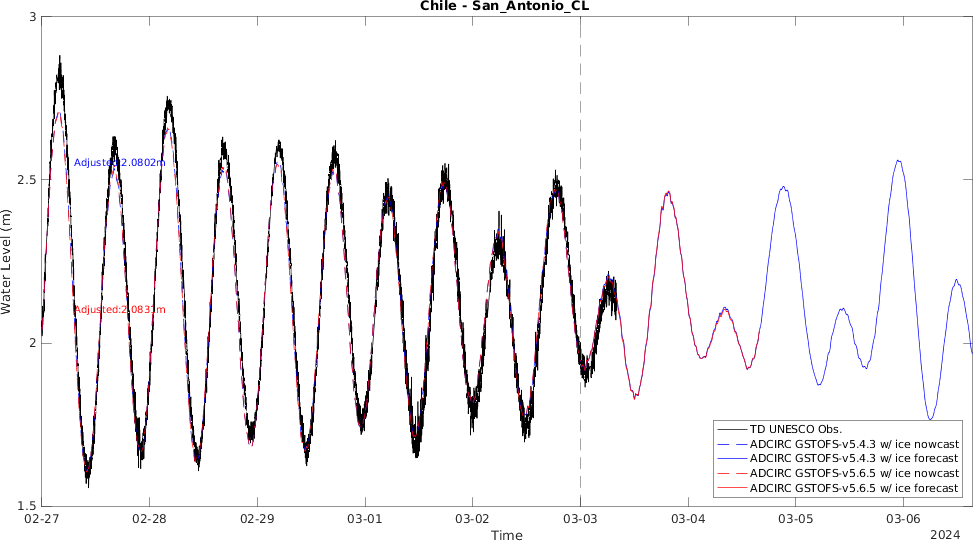 Chile - San_Antonio_CL
3
2.5
2
1.5
Water Level (m)
Adjusted:2.0802m
Adjusted:2.0831m
TD UNESCO Obs.
ADCIRC GSTOFS-v5.4.3 w/ ice nowcast
ADCIRC GSTOFS-v5.4.3 w/ ice forecast
ADCIRC GSTOFS-v5.6.5 w/ ice nowcast
ADCIRC GSTOFS-v5.6.5 w/ ice forecast
02-27 02-28 02-29 03-01 03-02 03-03 03-04 03-05 03-06
Time
2024